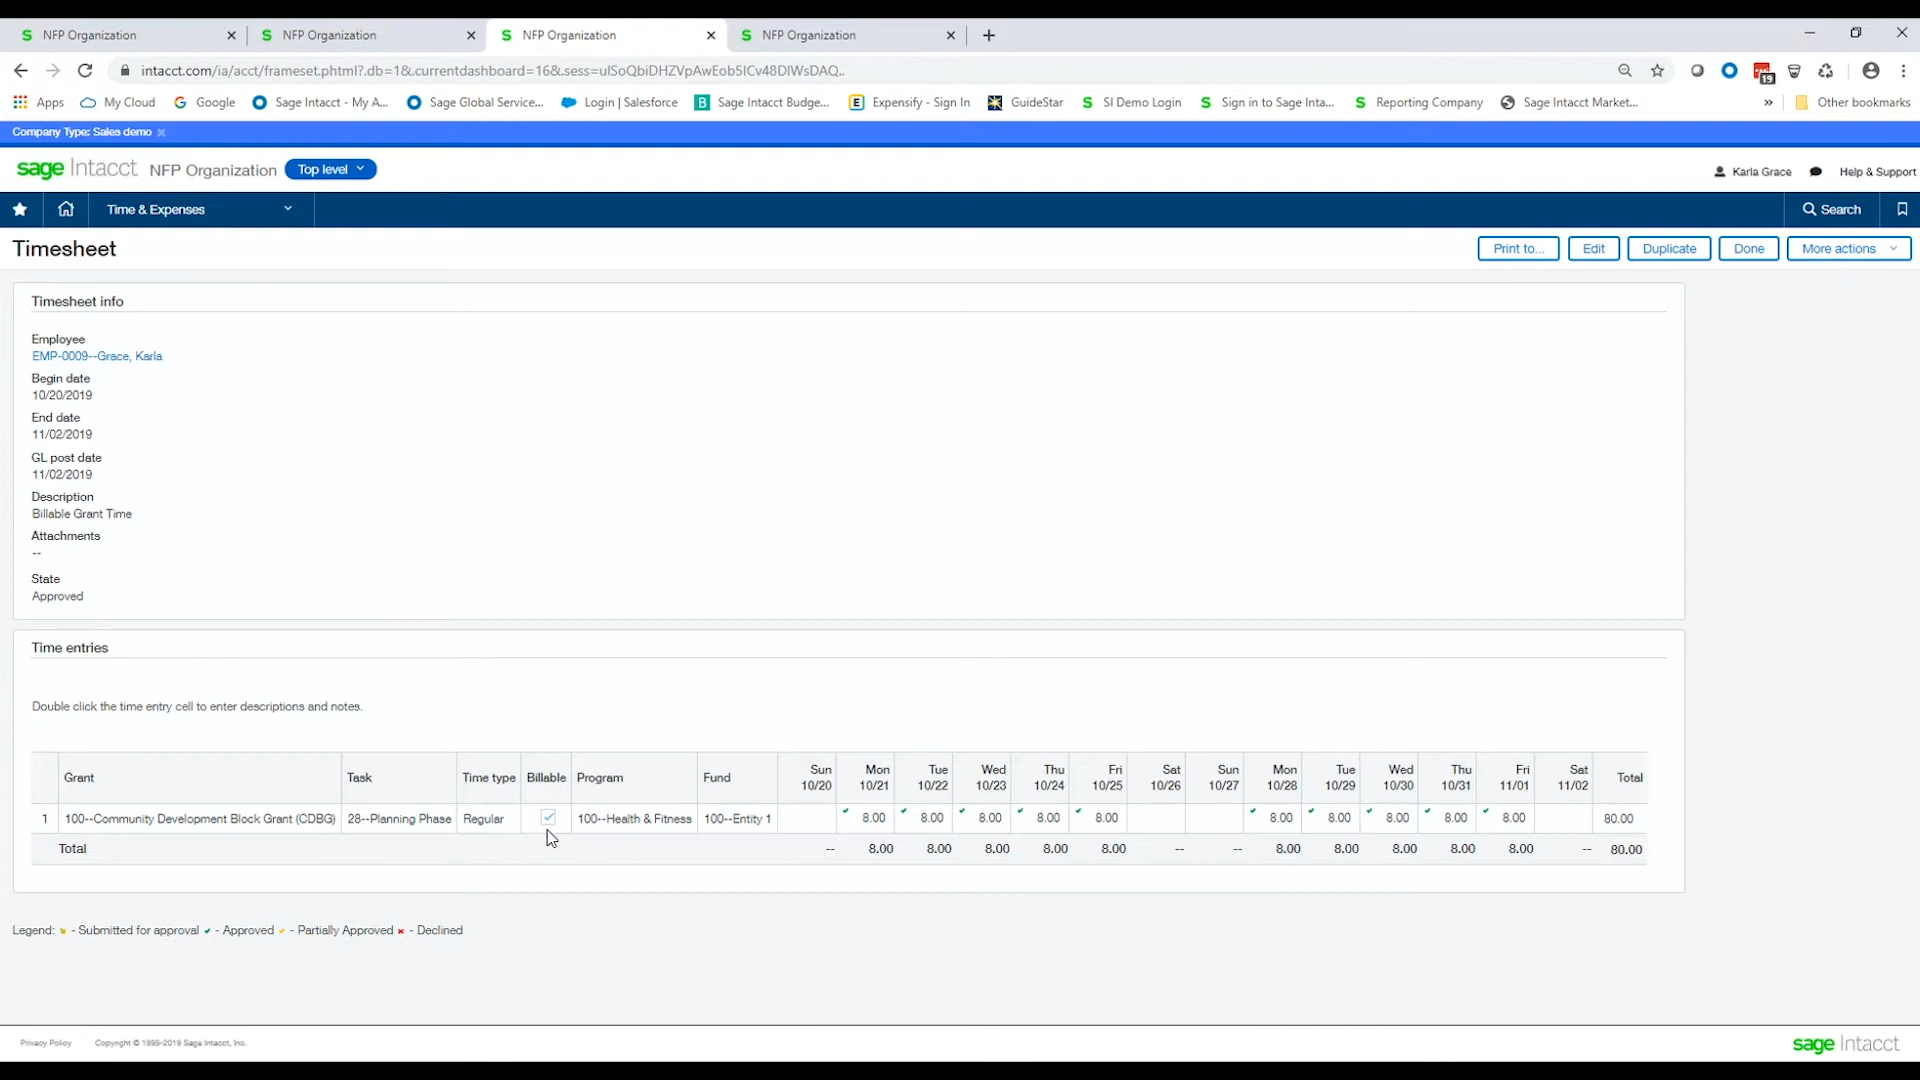 NFP Organization NFP Organization NFP Organization NFP Organization
intacct.com/ia/acct/frameset.phtml?.db=1&.currentdashboard=16&.sess=uISoQbiDHZVpAwEob5ICv48DIWsDAQ..
Apps My Cloud Google Sage Intacct - My A... Sage Global Service... Login | Salesforce Sage Intacct Budge... Expensify - Sign In GuideStar SI Demo Login Sign in to Sage Inta... Reporting Company Sage Intacct Market... » Other bookmarks
Company Type: Sales demo
sage Intacct NFP Organization Top level Karla Grace Help & Support
Time & Expenses Search
Timesheet Print to... Edit Duplicate Done More actions
Timesheet info
Employee
EMP-0009--Grace, Karla
Begin date
10/20/2019
End date
11/02/2019
GL post date
11/02/2019
Description
Billable Grant Time
Attachments
--
State
Approved
Time entries
Double click the time entry cell to enter descriptions and notes.
Grant Task Time type Billable Program Fund Sun 10/20 Mon 10/21 Tue 10/22 Wed 10/23 Thu 10/24 Fri 10/25 Sat 10/26 Sun 10/27 Mon 10/28 Tue 10/29 Wed 10/30 Thu 10/31 Fri 11/01 Sat 11/02 Total
1 100--Community Development Block Grant (CDBG) 28--Planning Phase Regular 100--Health & Fitness 100--Entity 1 8.00 8.00 8.00 8.00 8.00 8.00 8.00 8.00 8.00 8.00 80.00
Total -- 8.00 8.00 8.00 8.00 8.00 -- -- 8.00 8.00 8.00 8.00 8.00 -- 80.00
Legend: - Submitted for approval - Approved - Partially Approved - Declined
Privacy Policy Copyright © 1999-2019 Sage Intacct, Inc. sage Intacct